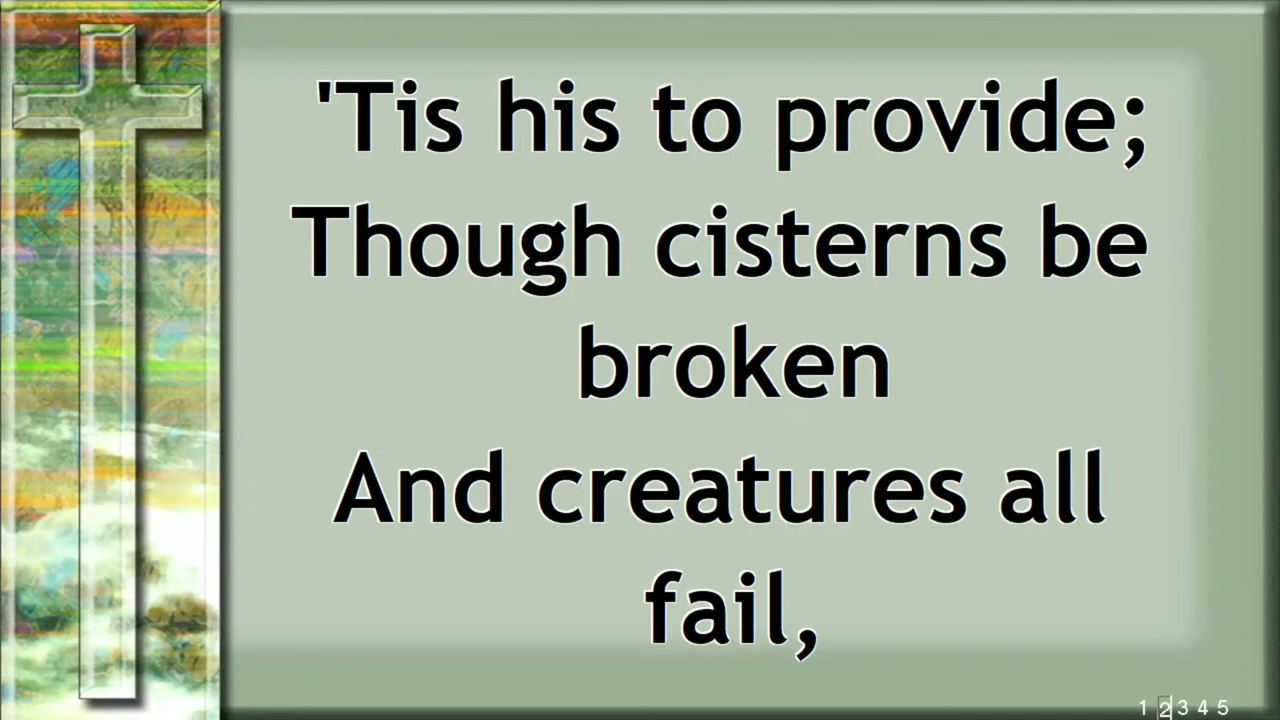 'Tis his to provide;
Though cisterns be
broken
And creatures all
fail,
1 2 3 4 5